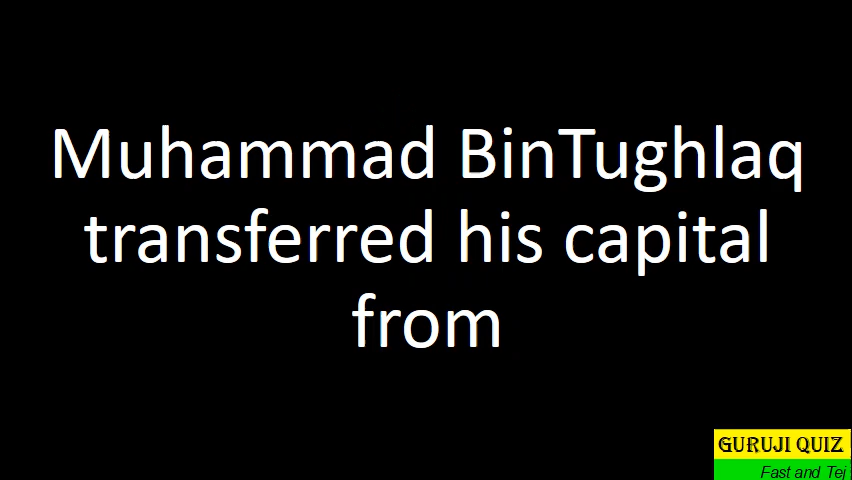 Muhammad BinTughlaq
transferred his capital
from
GURUJI QUIZ
Fast and Tej